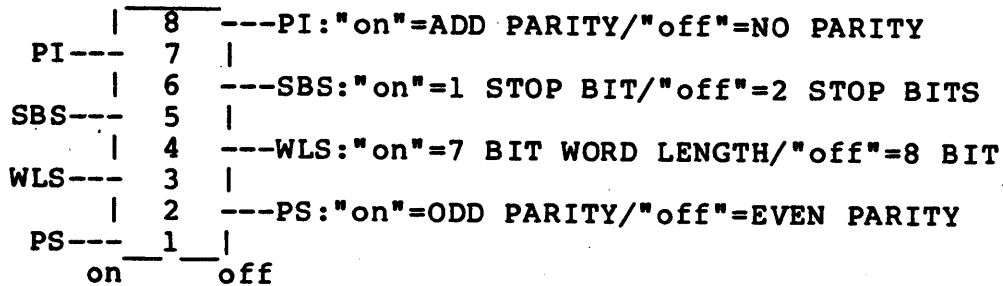 | 8 ---PI:"on"=ADD PARITY/"off"=NO PARITY
PI--- 7 |
| 6 ---SBS:"on"=1 STOP BIT/"off"=2 STOP BITS
SBS--- 5 |
| 4 ---WLS:"on"=7 BIT WORD LENGTH/"off"=8 BIT
WLS--- 3 |
| 2 ---PS:"on"=ODD PARITY/"off"=EVEN PARITY
PS--- 1 |
on off